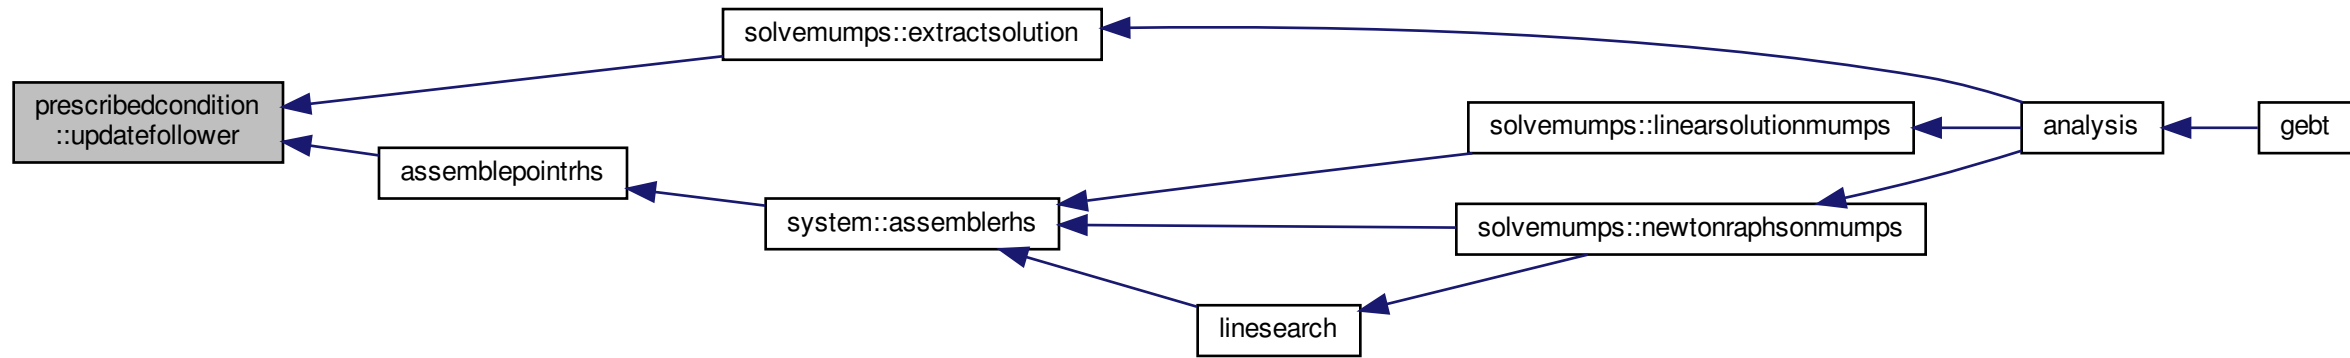 prescribedcondition
::updatefollower
solvemumps::extractsolution
assemblepointrhs
system::assemblerhs
solvemumps::linearsolutionmumps
solvemumps::newtonraphsonmumps
linesearch
analysis
gebt